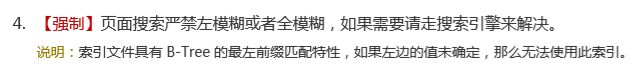 4. 【强制】页面搜索严禁左模糊或者全模糊，如果需要请走搜索引擎来解决。
说明：索引文件具有 B-Tree 的最左前缀匹配特性，如果左边的值未确定，那么无法使用此索引。